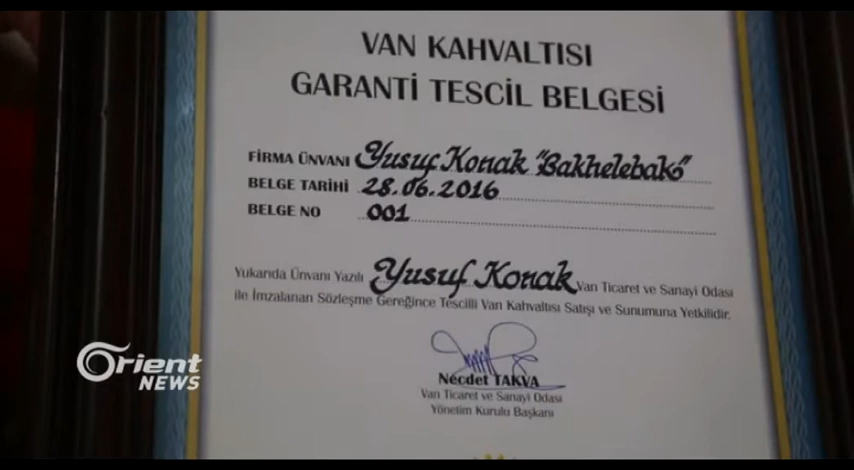 VAN KAHVALTISI
GARANTİ TESCİL BELGESİ
FİRMA ÜNVANI Yusuf Konak "Bakhelebako"
BELGE TARİHİ 28.06.2016
BELGE NO 001
Yukarıda Ünvanı Yazılı Yusuf Konak Van Ticaret ve Sanayi Odası
ile İmzalanan Sözleşme Gereğince Tescilli Van Kahvaltısı Satışı ve Sunumuna Yetkilidir.
Necdet TAKVA
Van Ticaret ve Sanayi Odası
Yönetim Kurulu Başkanı
Orient
NEWS